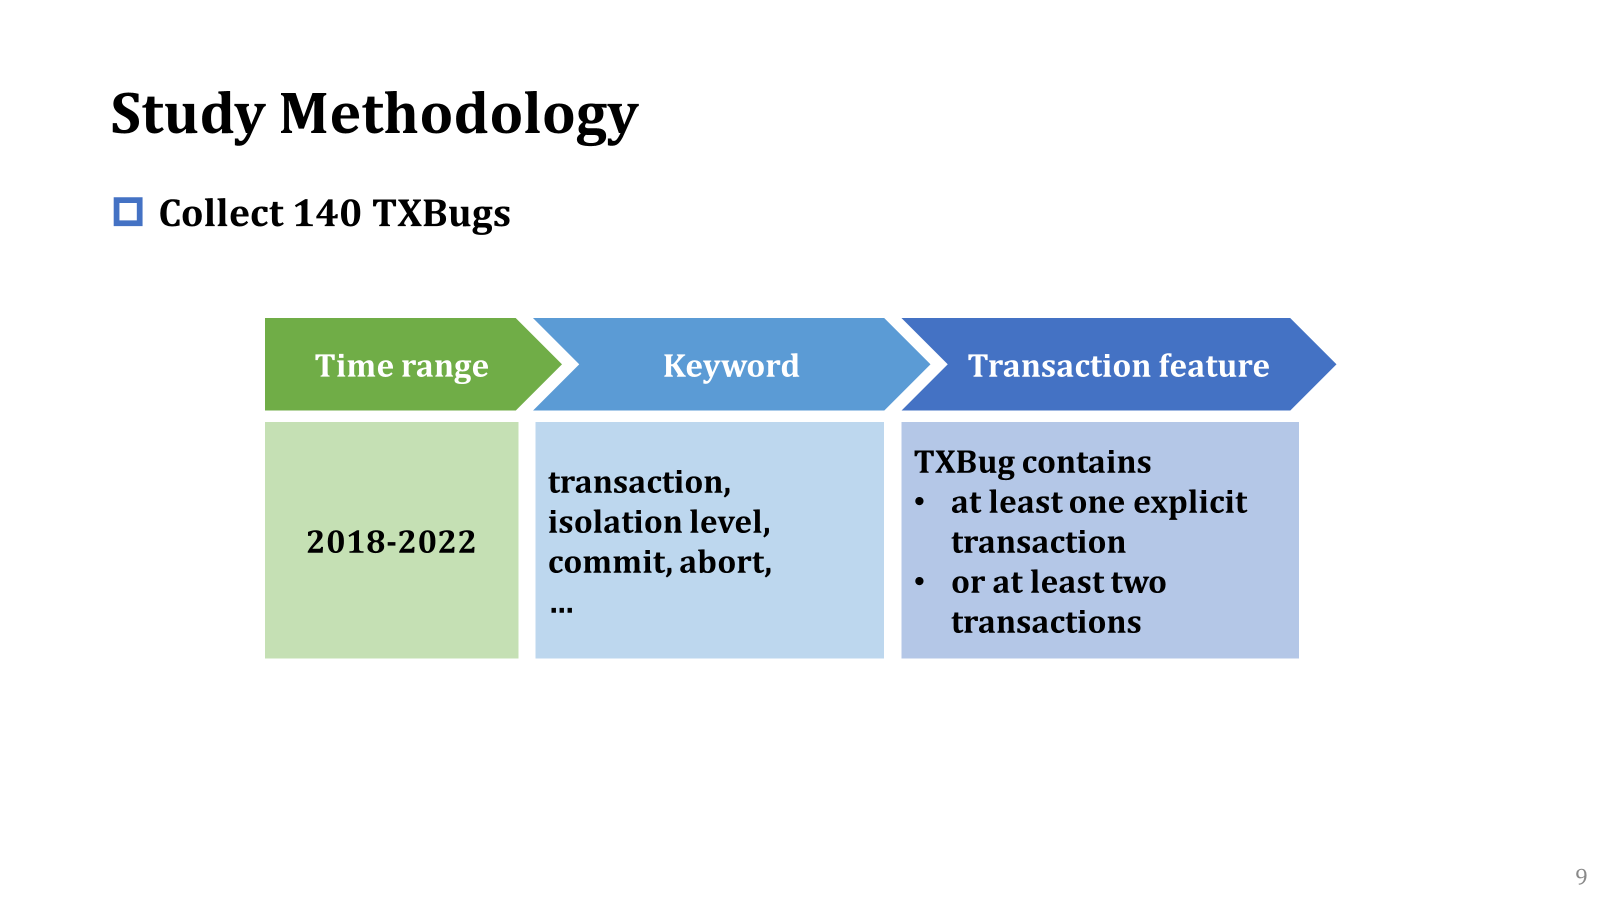 Study Methodology
Collect 140 TXBugs
Time range
Keyword
Transaction feature
2018-2022
transaction,
isolation level,
commit, abort,
...
TXBug contains
• at least one explicit
transaction
• or at least two
transactions
9